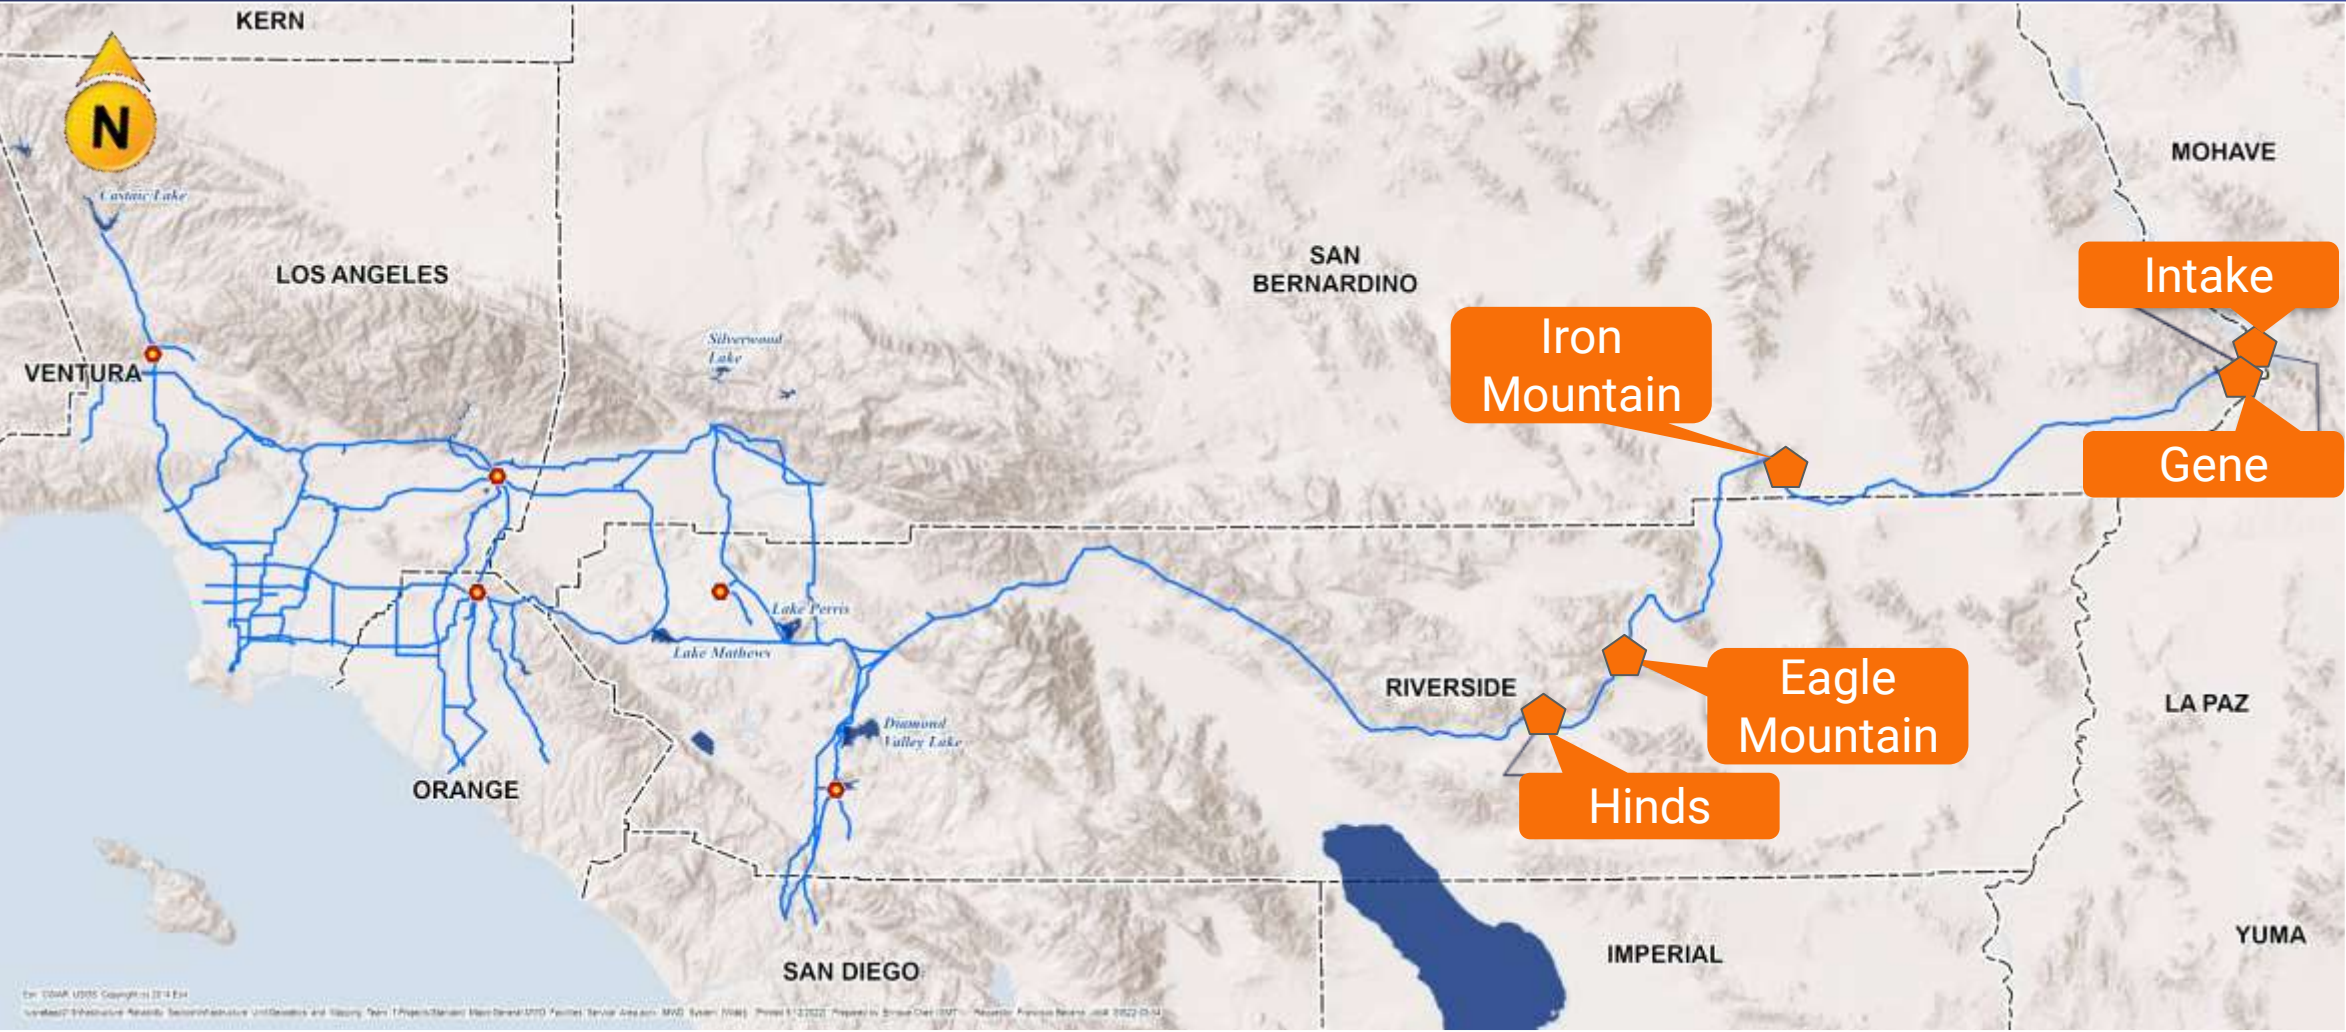 KERN
N
MOHAVE
Castaic Lake
LOS ANGELES
SAN
BERNARDINO
Intake
Iron
Mountain
Silverwood
Lake
VENTURA
Gene
Lake Perris
Lake Mathews
RIVERSIDE
Eagle
Mountain
LA PAZ
Diamond
Valley Lake
ORANGE
Hinds
SAN DIEGO
IMPERIAL
YUMA